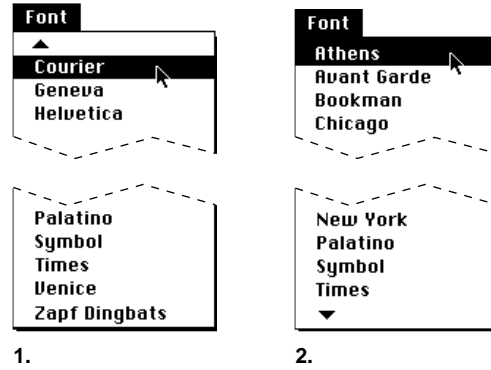 Font
Courier
Geneva
Helvetica
Palatino
Symbol
Times
Venice
Zapf Dingbats
1.
Font
Athens
Avant Garde
Bookman
Chicago
New York
Palatino
Symbol
Times
2.